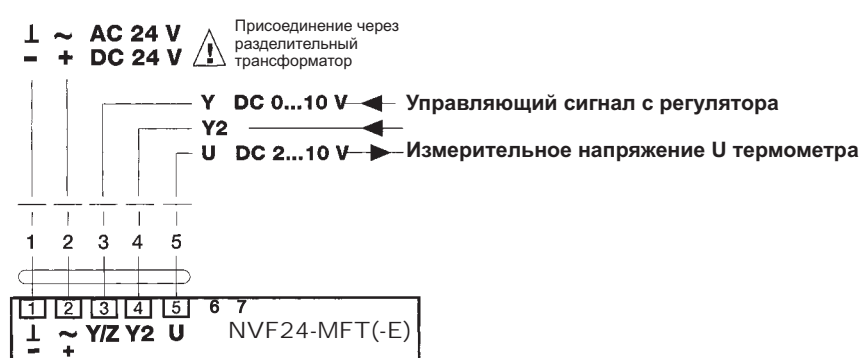 ⊥ ~ AC 24 V
− + DC 24 V
Присоединение через
разделительный
трансформатор
Y DC 0...10 V
Управляющий сигнал с регулятора
Y2
U DC 2...10 V
Измерительное напряжение U термометра
1 2 3 4 5
1 2 3 4 5 6 7
⊥ ~ Y/Z Y2 U
− +
NVF24-MFT(-E)